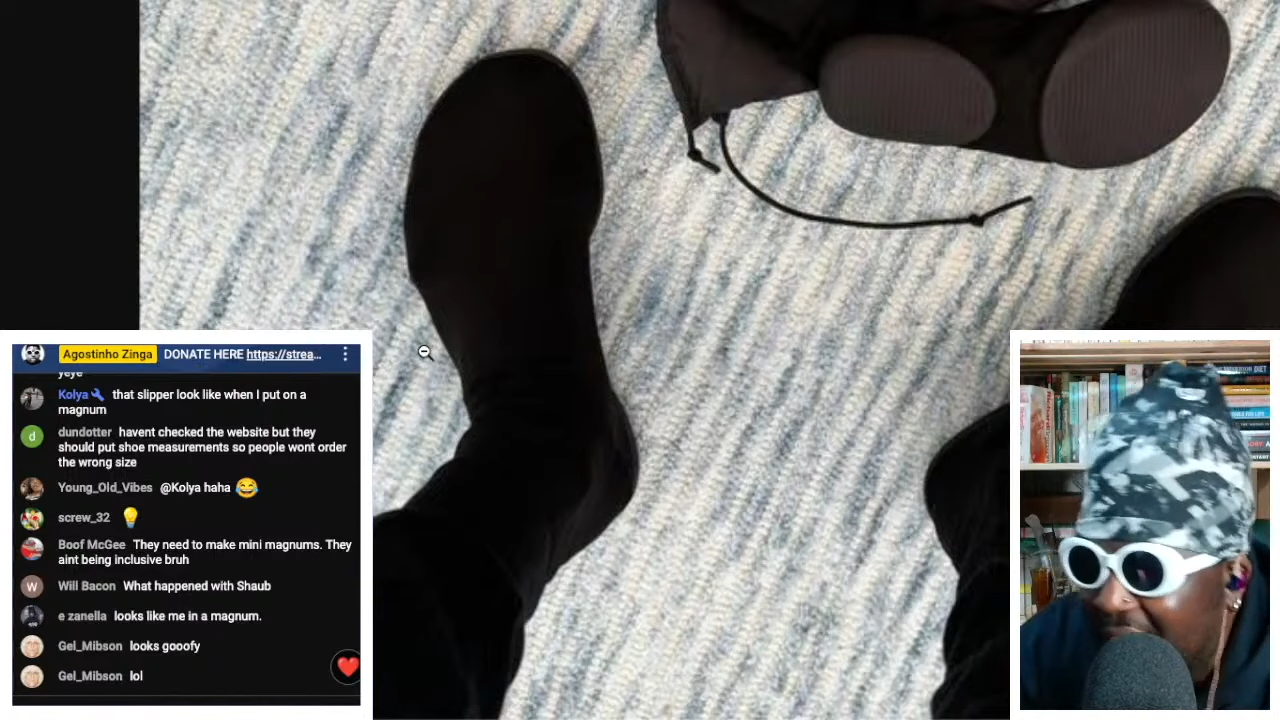 Agostinho Zinga DONATE HERE https://strea...
yeye
Kolya that slipper look like when I put on a
magnum
dundotter havent checked the website but they
should put shoe measurements so people wont order
the wrong size
Young_Old_Vibes @Kolya haha 😂
screw_32 💡
Boof McGee They need to make mini magnums. They
aint being inclusive bruh
Will Bacon What happened with Shaub
e zanella looks like me in a magnum.
Gel_Mibson looks gooofy
Gel_Mibson lol
d
W
DIET